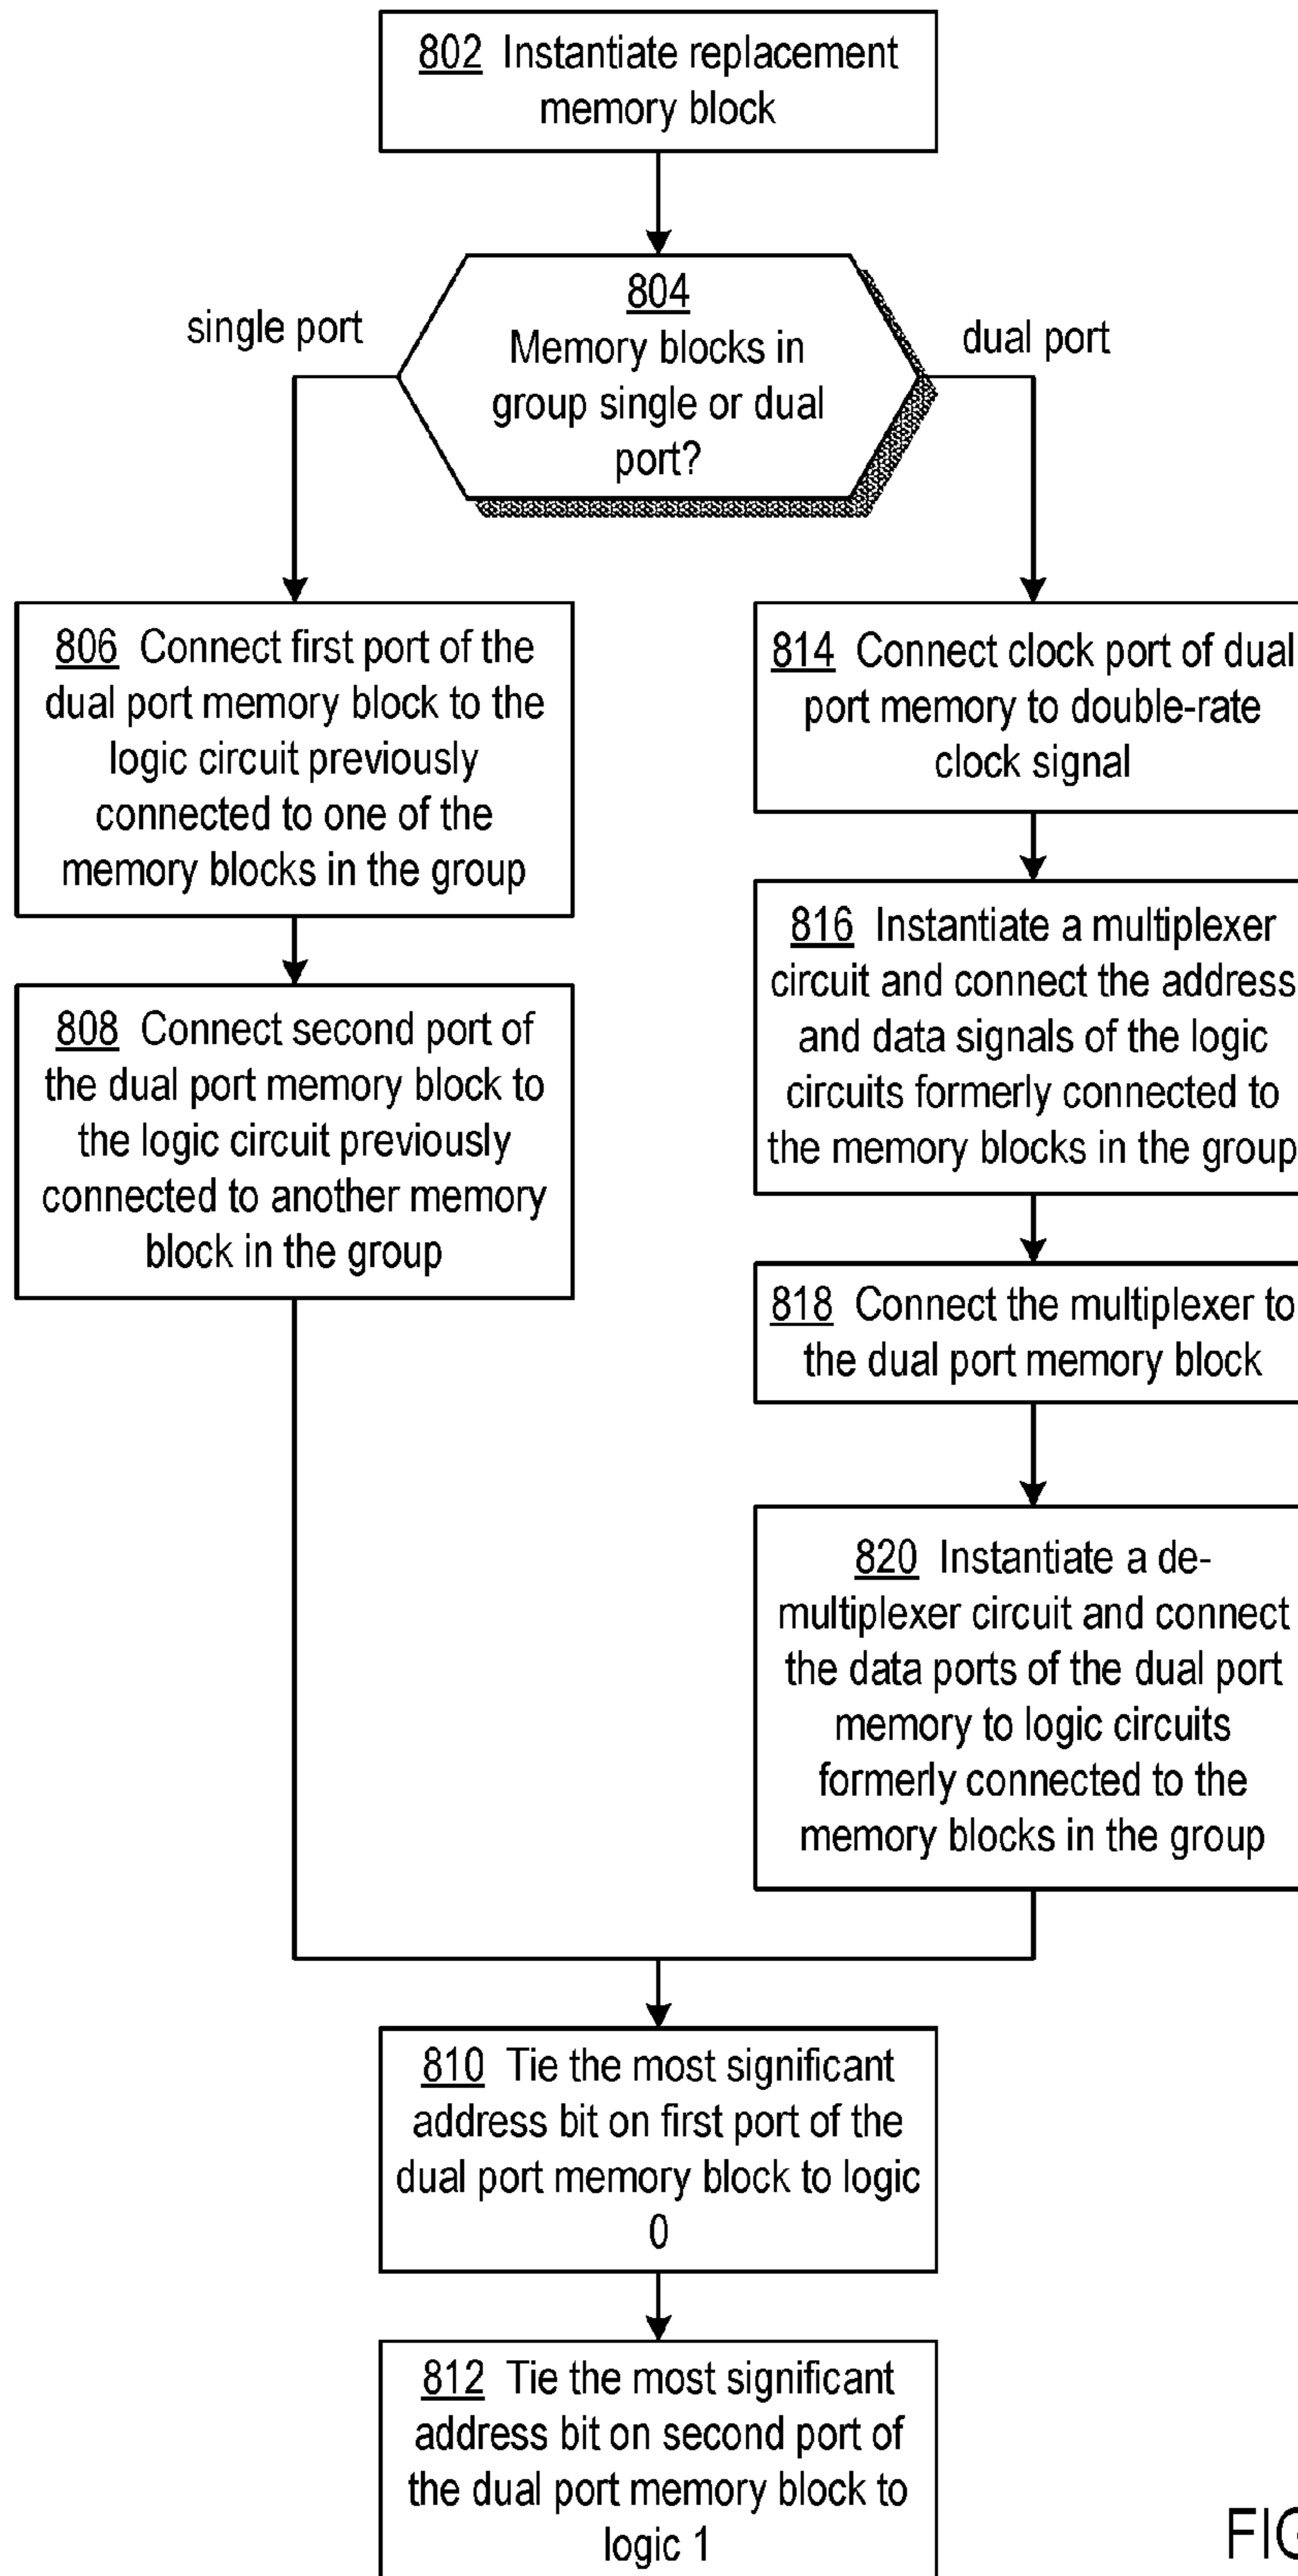 802 Instantiate replacement
memory block
804
Memory blocks in
group single or dual
port?
single port
dual port
806 Connect first port of the
dual port memory block to the
logic circuit previously
connected to one of the
memory blocks in the group
808 Connect second port of
the dual port memory block to
the logic circuit previously
connected to another memory
block in the group
814 Connect clock port of dual
port memory to double-rate
clock signal
816 Instantiate a multiplexer
circuit and connect the address
and data signals of the logic
circuits formerly connected to
the memory blocks in the group
818 Connect the multiplexer to
the dual port memory block
820 Instantiate a de-
multiplexer circuit and connect
the data ports of the dual port
memory to logic circuits
formerly connected to the
memory blocks in the group
810 Tie the most significant
address bit on first port of the
dual port memory block to logic
0
812 Tie the most significant
address bit on second port of
the dual port memory block to
logic 1